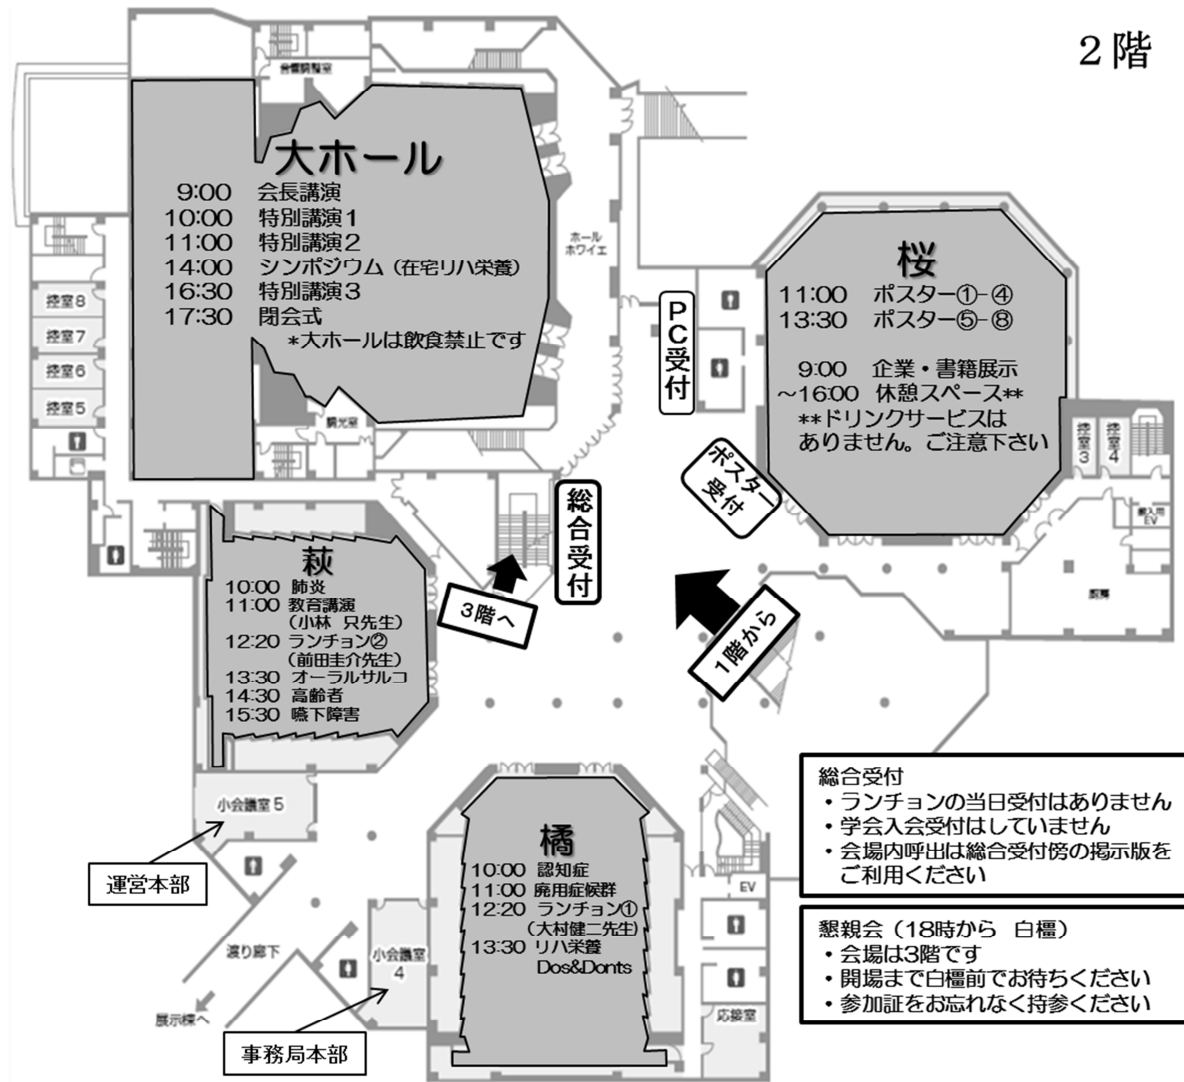 2階
音響調整室
大ホール
9:00 会長講演
10:00 特別講演1
11:00 特別講演2
14:00 シンポジウム(在宅リハ栄養)
16:30 特別講演3
17:30 閉会式
*大ホールは飲食禁止です
ホール
ホワイエ
控室8
控室7
控室6
控室5
調光室
PC受付
桜
11:00 ポスター①-④
13:30 ポスター⑤-⑧
9:00 企業・書籍展示
~16:00 休憩スペース**
**ドリンクサービスは
ありません。ご注意下さい
控室3
控室4
搬入用
EV
厨房
ポスター
受付
総合受付
3階へ
1階から
萩
10:00 肺炎
11:00 教育講演
(小林 只先生)
12:20 ランチョン②
(前田圭介先生)
13:30 オーラルサルコ
14:30 高齢者
15:30 嚥下障害
小会議室5
運営本部
渡り廊下
展示棟へ
小会議室
4
事務局本部
橘
10:00 認知症
11:00 廃用症候群
12:20 ランチョン①
(大村健二先生)
13:30 リハ栄養
Dos&Donts
EV
応接室
総合受付
・ランチョンの当日受付はありません
・学会入会受付はしていません
・会場内呼出は総合受付傍の掲示版を
ご利用ください
懇親会(18時から 白橿)
・会場は3階です
・開場まで白橿前でお待ちください
・参加証をお忘れなく持参ください